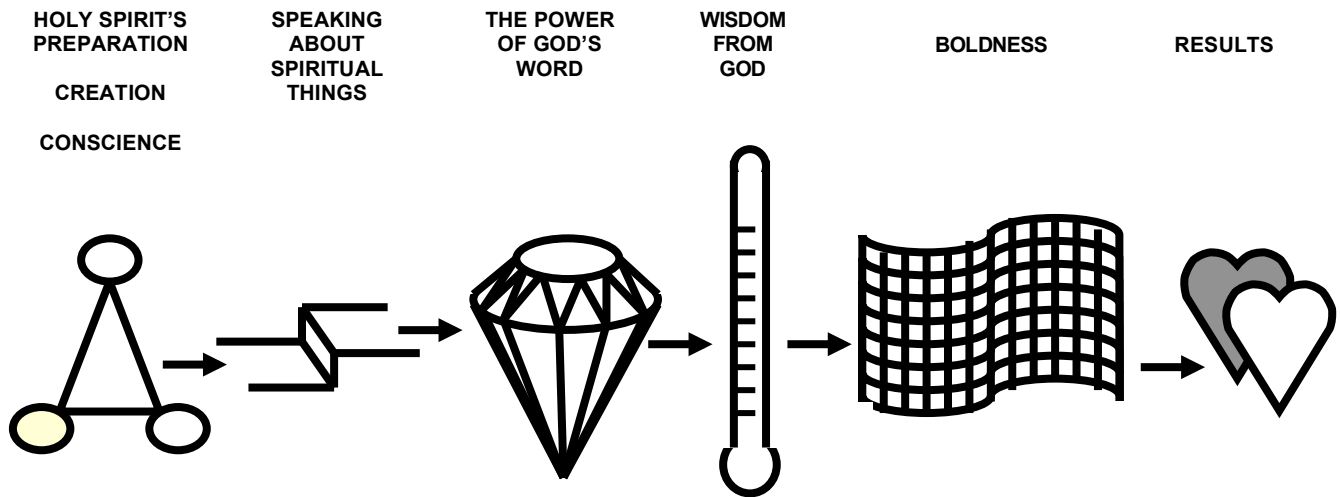 HOLY SPIRIT'S
PREPARATION
CREATION
CONSCIENCE
SPEAKING
ABOUT
SPIRITUAL
THINGS
THE POWER
OF GOD'S
WORD
WISDOM
FROM
GOD
BOLDNESS
RESULTS